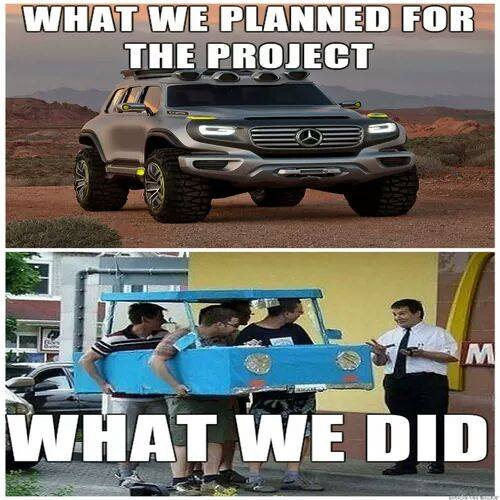 WHAT WE PLANNED FOR
THE PROJECT
M
WHAT WE DID